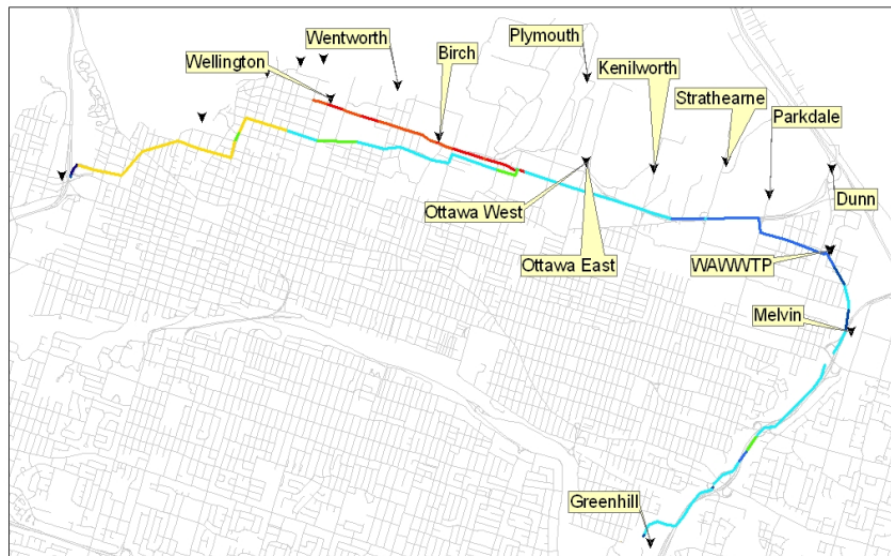 Wentworth
Plymouth
Wellington
Birch
Kenilworth
Strathearne
Parkdale
Dunn
Ottawa West
Ottawa East
WAWWTP
Melvin
Greenhill